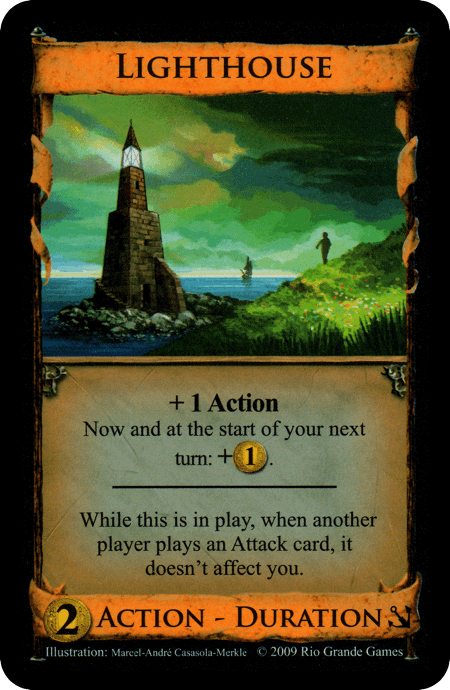 LIGHTHOUSE
+ 1 Action
Now and at the start of your next
turn: +1.
While this is in play, when another
player plays an Attack card, it
doesn't affect you.
2 ACTION - DURATION
Illustration: Marcel-André Casasola-Merkle © 2009 Rio Grande Games